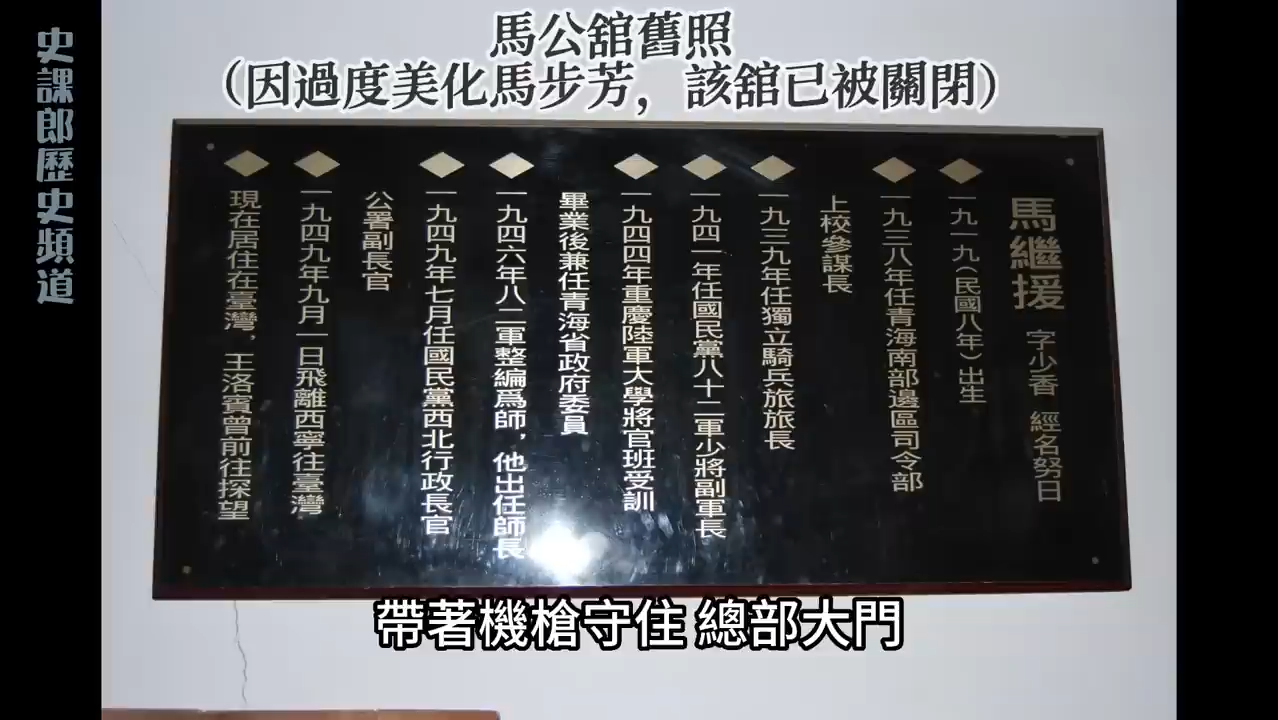 史課郎歷史頻道
馬公舘舊照
（因過度美化馬步芳，該舘已被關閉）
馬繼援 字少香 經名努日
一九一九（民國八年）出生
一九三八年任青海南部邊區司令部
上校參謀長
一九三九年任獨立騎兵旅旅長
一九四一年任國民黨八十二軍少將副軍長
一九四四年重慶陸軍大學將官班受訓
畢業後兼任青海省政府委員
一九四六年八二軍整編爲師，他出任師長
一九四九年七月任國民黨西北行政長官
公署副長官
一九四九年九月一日飛離西寧往臺灣
現在居住在臺灣，王洛賓曾前往探望
帶著機槍守住 總部大門